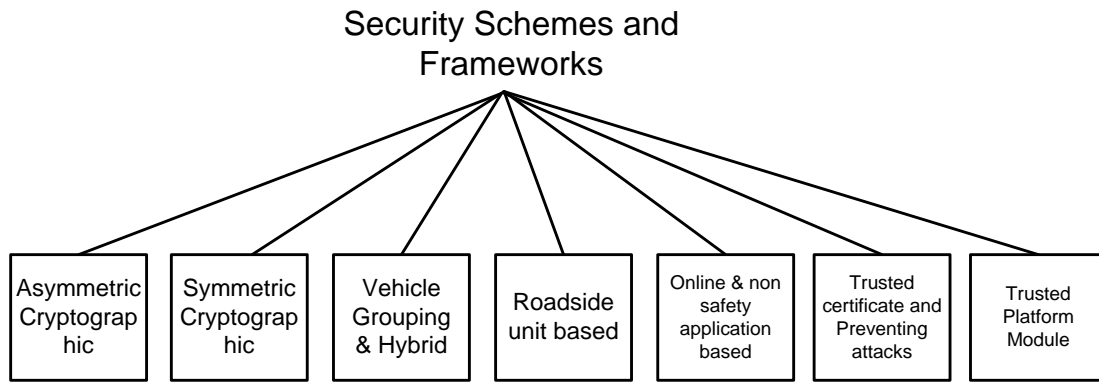 Security Schemes and
Frameworks
Asymmetric
Cryptograp
hic
Symmetric
Cryptograp
hic
Vehicle
Grouping
& Hybrid
Roadside
unit based
Online & non
safety
application
based
Trusted
certificate and
Preventing
attacks
Trusted
Platform
Module